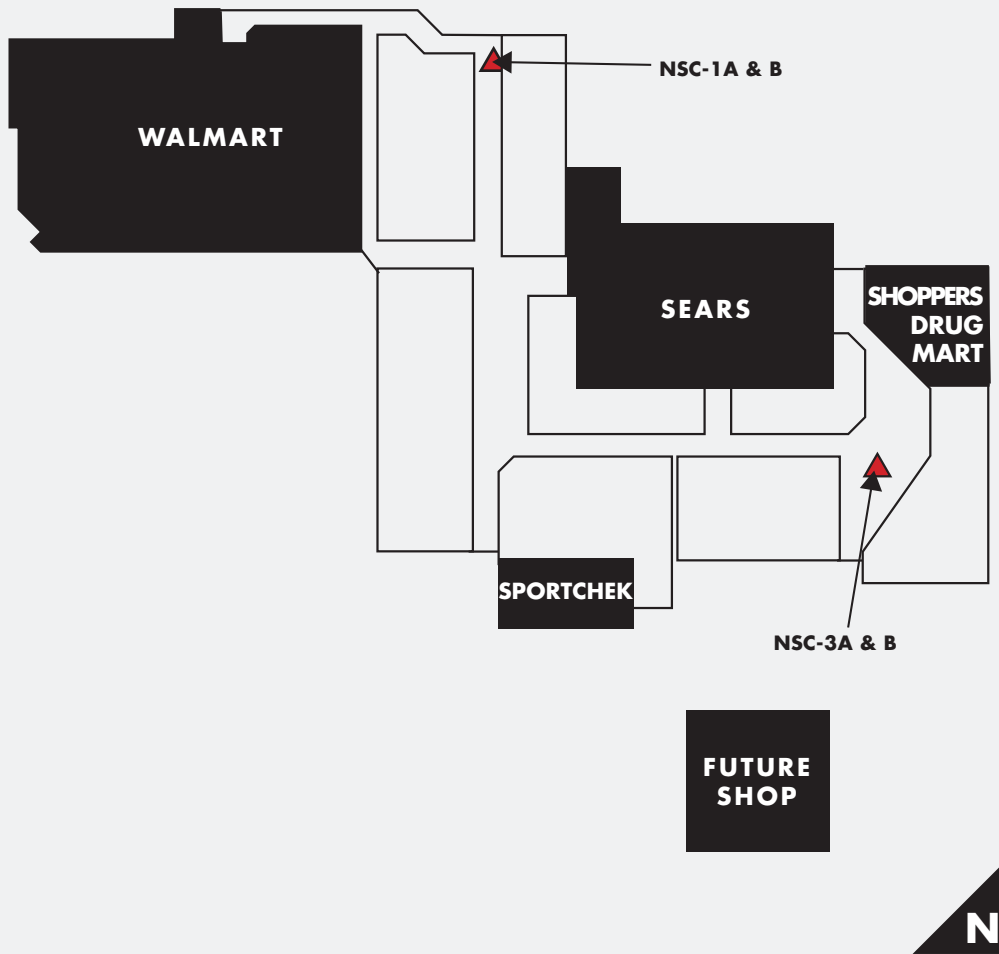 NSC-1A & B
WALMART
SEARS
SHOPPERS
DRUG
MART
SPORTCHEK
NSC-3A & B
FUTURE
SHOP
N